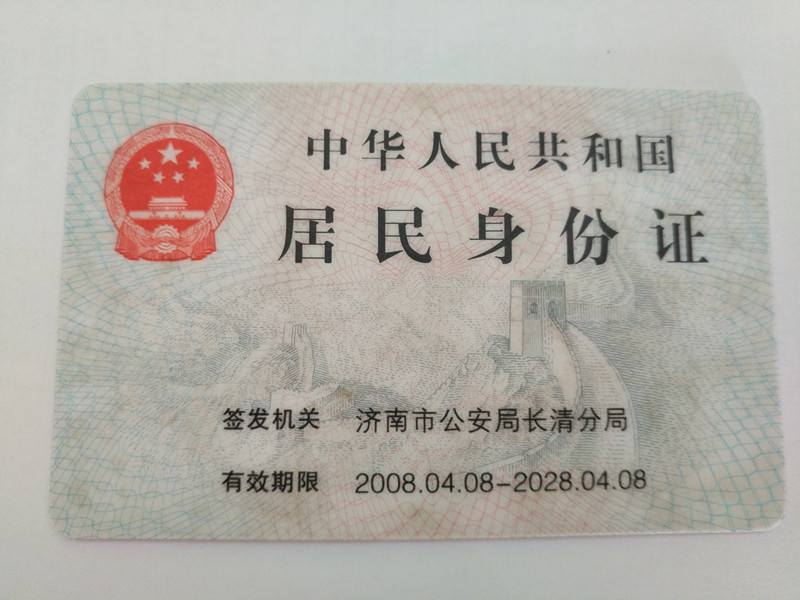 中华人民共和国
居民身份证
签发机关 济南市公安局长清分局
有效期限 2008.04.08-2028.04.08